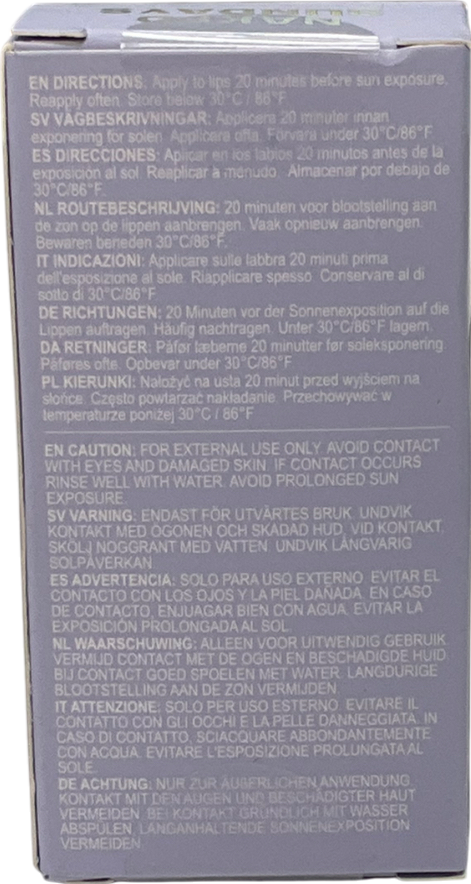 NAKED
SUNDAYS
EN DIRECTIONS: Apply to lips 20 minutes before sun exposure.
Reapply often. Store below 30°C / 86°F
SV VÄGBESKRIVNINGAR: Applicera 20 minuter innan
exponering för solen. Applicera ofta. Förvara under 30°C/86°F.
ES DIRECCIONES: Aplicar en los labios 20 minutos antes de la
exposición al sol. Reaplicar a menudo. Almacenar por debajo de
30°C/86°F.
NL ROUTEBESCHRIJVING: 20 minuten voor blootstelling aan
de zon op de lippen aanbrengen. Vaak opnieuw aanbrengen.
Bewaren beneden 30°C/86°F.
IT INDICAZIONI: Applicare sulle labbra 20 minuti prima
dell'esposizione al sole. Riapplicare spesso. Conservare al di
sotto di 30°C/86°F
DE RICHTUNGEN: 20 Minuten vor der Sonnenexposition auf die
Lippen auftragen. Häufig nachtragen. Unter 30°C/86°F lagern.
DA RETNINGER: Påfør læberne 20 minutter før soleksponering.
Påføres ofte. Opbevar under 30°C/86F.
PL KIERUNKI: Nałożyć na usta 20 minut przed wyjściem na
słońce. Często powtarzać nakładanie. Przechowywać w
temperaturze poniżej 30°C / 86°F
EN CAUTION: FOR EXTERNAL USE ONLY AVOID CONTACT
WITH EYES AND DAMAGED SKIN. IF CONTACT OCCURS
RINSE WELL WITH WATER. AVOID PROLONGED SUN
EXPOSURE.
SV VARNING: ENDAST FÖR UTVÄRTES BRUK. UNDVIK
KONTAKT MED ÖGONEN OCH SKADAD HUD. VID KONTAKT,
SKÖLJ NOGGRANT MED VATTEN. UNDVIK LÅNGVARIG
SOLPÅVERKAN.
ES ADVERTENCIA: SOLO PARA USO EXTERNO. EVITAR EL
CONTACTO CON LOS OJOS Y LA PIEL DAÑADA. EN CASO
DE CONTACTO, ENJUAGAR BIEN CON AGUA. EVITAR LA
EXPOSICIÓN PROLONGADA AL SOL.
NL WAARSCHUWING: ALLEEN VOOR UITWENDIG GEBRUIK.
VERMIJD CONTACT MET DE OGEN EN BESCHADIGDE HUID.
BIJ CONTACT GOED SPOELEN MET WATER. LANGDURIGE
BLOOTSTELLING AAN DE ZON VERMIJDEN.
IT ATTENZIONE: SOLO PER USO ESTERNO. EVITARE IL
CONTATTO CON GLI OCCHI E LA PELLE DANNEGGIATA. IN
CASO DI CONTATTO, SCIACQUARE ABBONDANTEMENTE
CON ACQUA. EVITARE L'ESPOSIZIONE PROLUNGATA AL
SOLE.
DE ACHTUNG: NUR ZUR ÄUßERLICHEN ANWENDUNG.
KONTAKT MIT DEN AUGEN UND BESCHÄDIGTER HAUT
VERMEIDEN. BEI KONTAKT GRÜNDLICH MIT WASSER
ABSPÜLEN. LANGANHALTENDE SONNENEXPOSITION
VERMEIDEN.